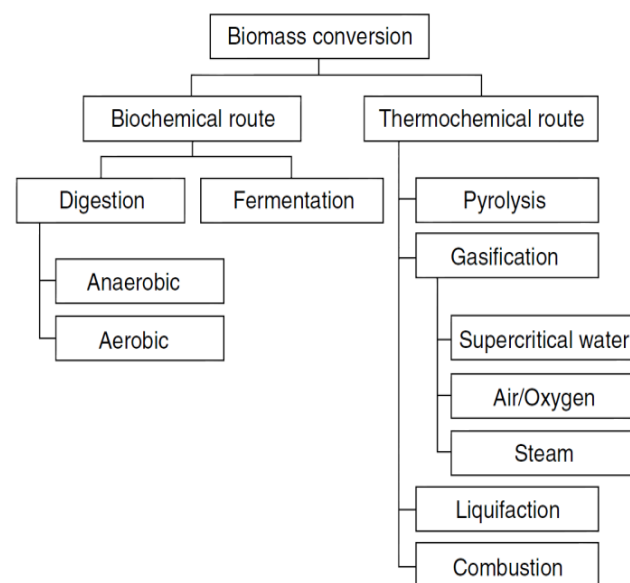 Biomass conversion
Biochemical route
Thermochemical route
Digestion
Fermentation
Pyrolysis
Gasification
Anaerobic
Supercritical water
Aerobic
Air/Oxygen
Steam
Liquifaction
Combustion